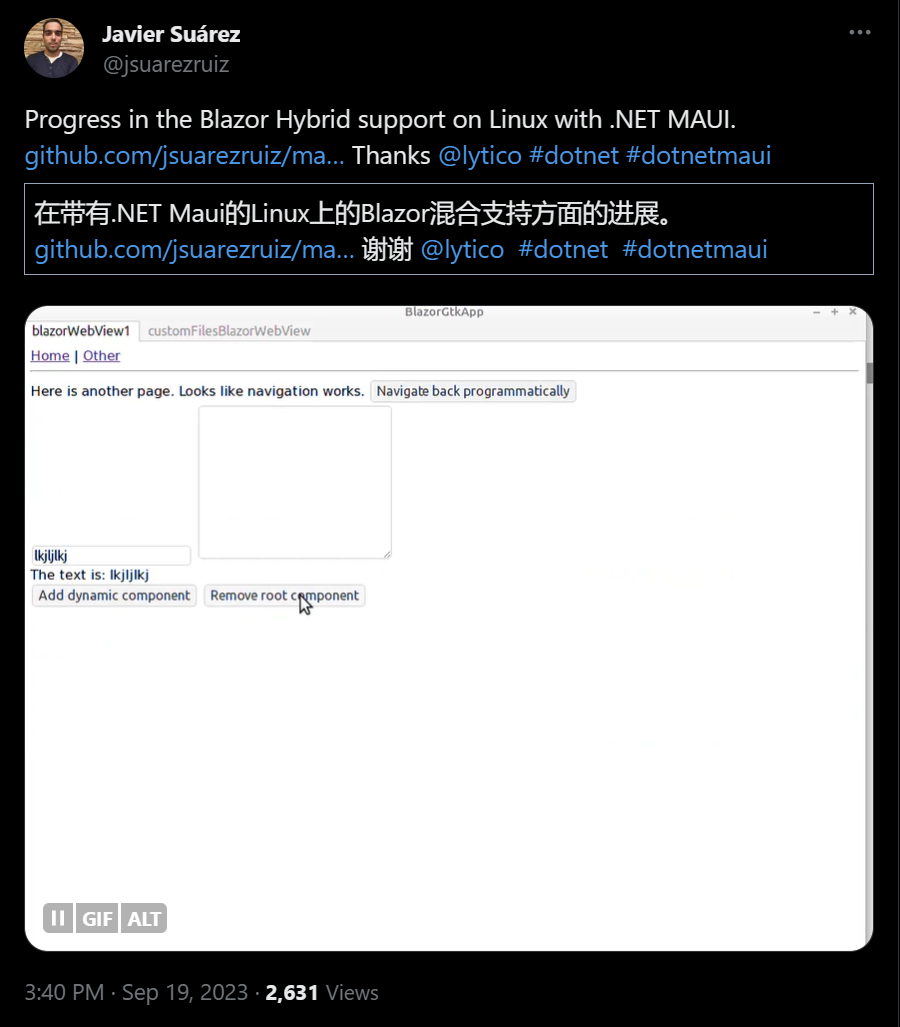 Javier Suárez
@jsuarezruiz
Progress in the Blazor Hybrid support on Linux with .NET MAUI.
github.com/jsuarezruiz/ma... Thanks @lytico #dotnet #dotnetmaui
在带有.NET Maui的Linux上的Blazor混合支持方面的进展。
github.com/jsuarezruiz/ma... 谢谢 @lytico #dotnet #dotnetmaui
BlazorGtkApp
blazorWebView1 customFilesBlazorWebView
Home | Other
Here is another page. Looks like navigation works. Navigate back programmatically
lkjljlkj
The text is: lkjljlkj
Add dynamic component Remove root component
GIF ALT
3:40 PM · Sep 19, 2023 · 2,631 Views